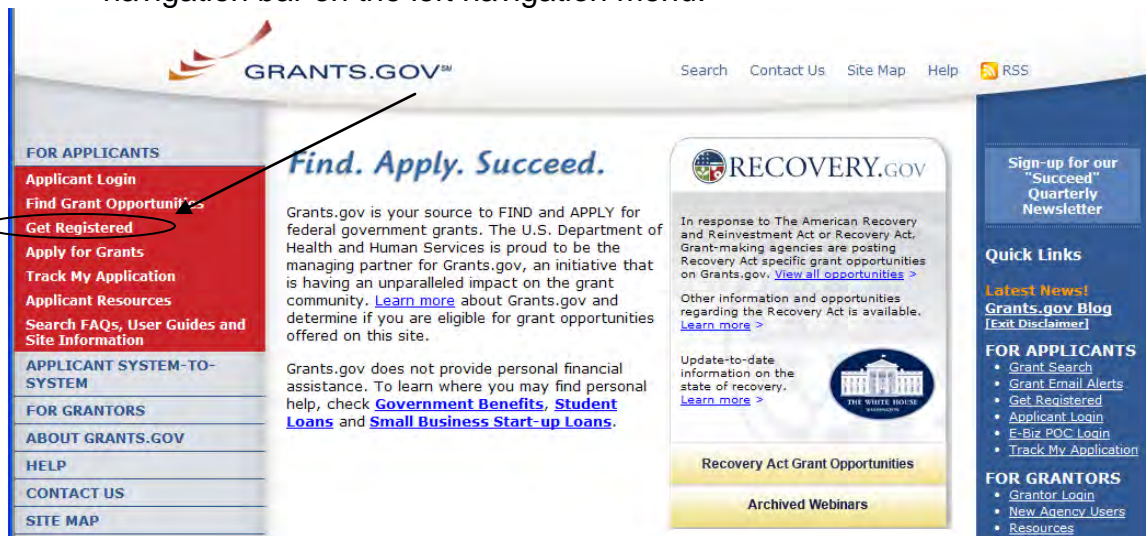 navigation bar on the left navigation menu.
GRANTS.GOV℠
Search Contact Us Site Map Help RSS
FOR APPLICANTS
Applicant Login
Find Grant Opportunities
Get Registered
Apply for Grants
Track My Application
Applicant Resources
Search FAQs, User Guides and
Site Information
APPLICANT SYSTEM-TO-
SYSTEM
FOR GRANTORS
ABOUT GRANTS.GOV
HELP
CONTACT US
SITE MAP
Find. Apply. Succeed.
Grants.gov is your source to FIND and APPLY for
federal government grants. The U.S. Department of
Health and Human Services is proud to be the
managing partner for Grants.gov, an initiative that
is having an unparalleled impact on the grant
community. Learn more about Grants.gov and
determine if you are eligible for grant opportunities
offered on this site.
Grants.gov does not provide personal financial
assistance. To learn where you may find personal
help, check Government Benefits, Student
Loans and Small Business Start-up Loans.
RECOVERY.GOV
In response to The American Recovery
and Reinvestment Act or Recovery Act,
Grant-making agencies are posting
Recovery Act specific grant opportunities
on Grants.gov. View all opportunities >
Other information and opportunities
regarding the Recovery Act is available.
Learn more >
Update-to-date
information on the
state of recovery.
Learn more >
THE WHITE HOUSE
WASHINGTON
Recovery Act Grant Opportunities
Archived Webinars
Sign-up for our
"Succeed"
Quarterly
Newsletter
Quick Links
Latest News!
Grants.gov Blog
[Exit Disclaimer]
FOR APPLICANTS
• Grant Search
• Grant Email Alerts
• Get Registered
• Applicant Login
• E-Biz POC Login
• Track My Application
FOR GRANTORS
• Grantor Login
• New Agency Users
• Resources